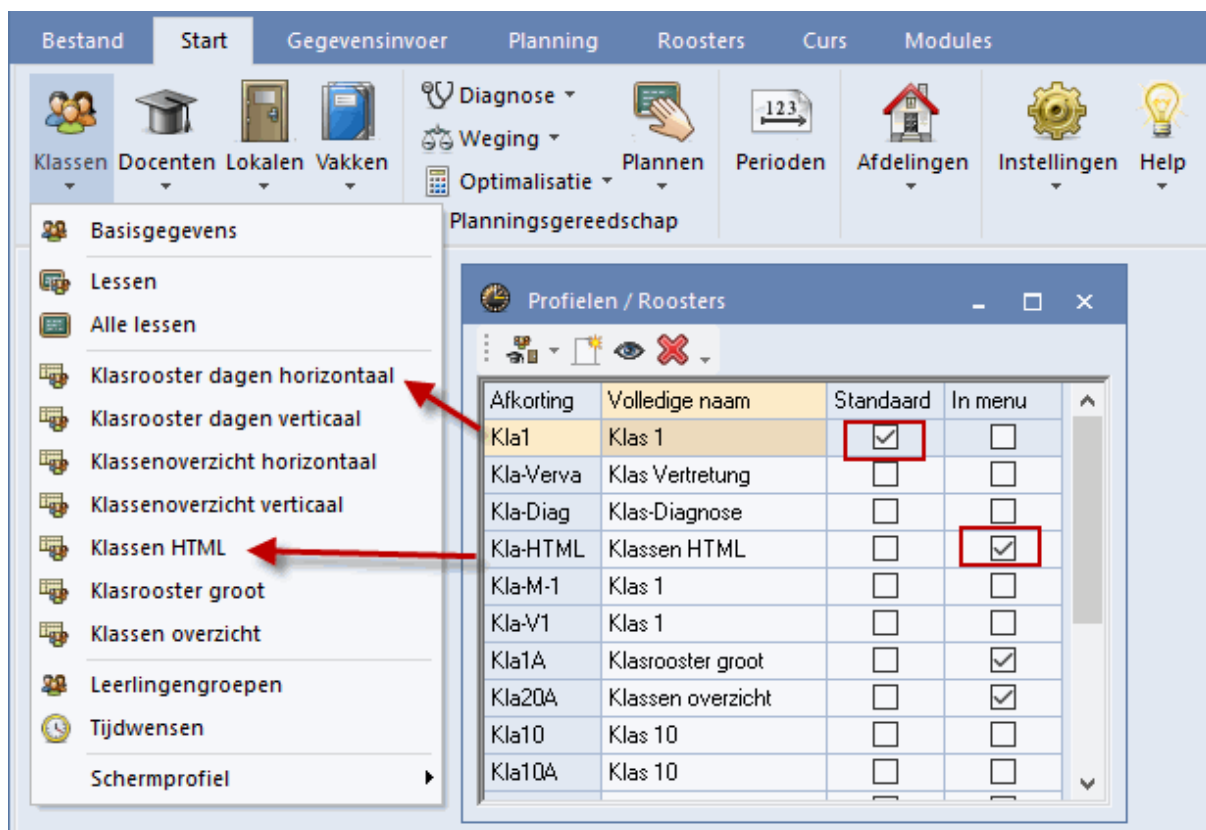 Bestand Start Gegevensinvoer Planning Roosters Curs Modules
Klassen Docenten Lokalen Vakken
Diagnose
Weging
Optimalisatie
Plannen
Planningsgereedschap
123
Perioden
Afdelingen
Instellingen
Help
Basisgegevens
Lessen
Alle lessen
Klasrooster dagen horizontaal
Klasrooster dagen verticaal
Klassenoverzicht horizontaal
Klassenoverzicht verticaal
Klassen HTML
Klasrooster groot
Klassen overzicht
Leerlingengroepen
Tijdwensen
Schermprofiel
Profielen / Roosters
Afkorting Volledige naam Standaard In menu
Kla1 Klas 1
Kla-Verva Klas Vertretung
Kla-Diag Klas-Diagnose
Kla-HTML Klassen HTML
Kla-M-1 Klas 1
Kla-V1 Klas 1
Kla1A Klasrooster groot
Kla20A Klassen overzicht
Kla10 Klas 10
Kla10A Klas 10